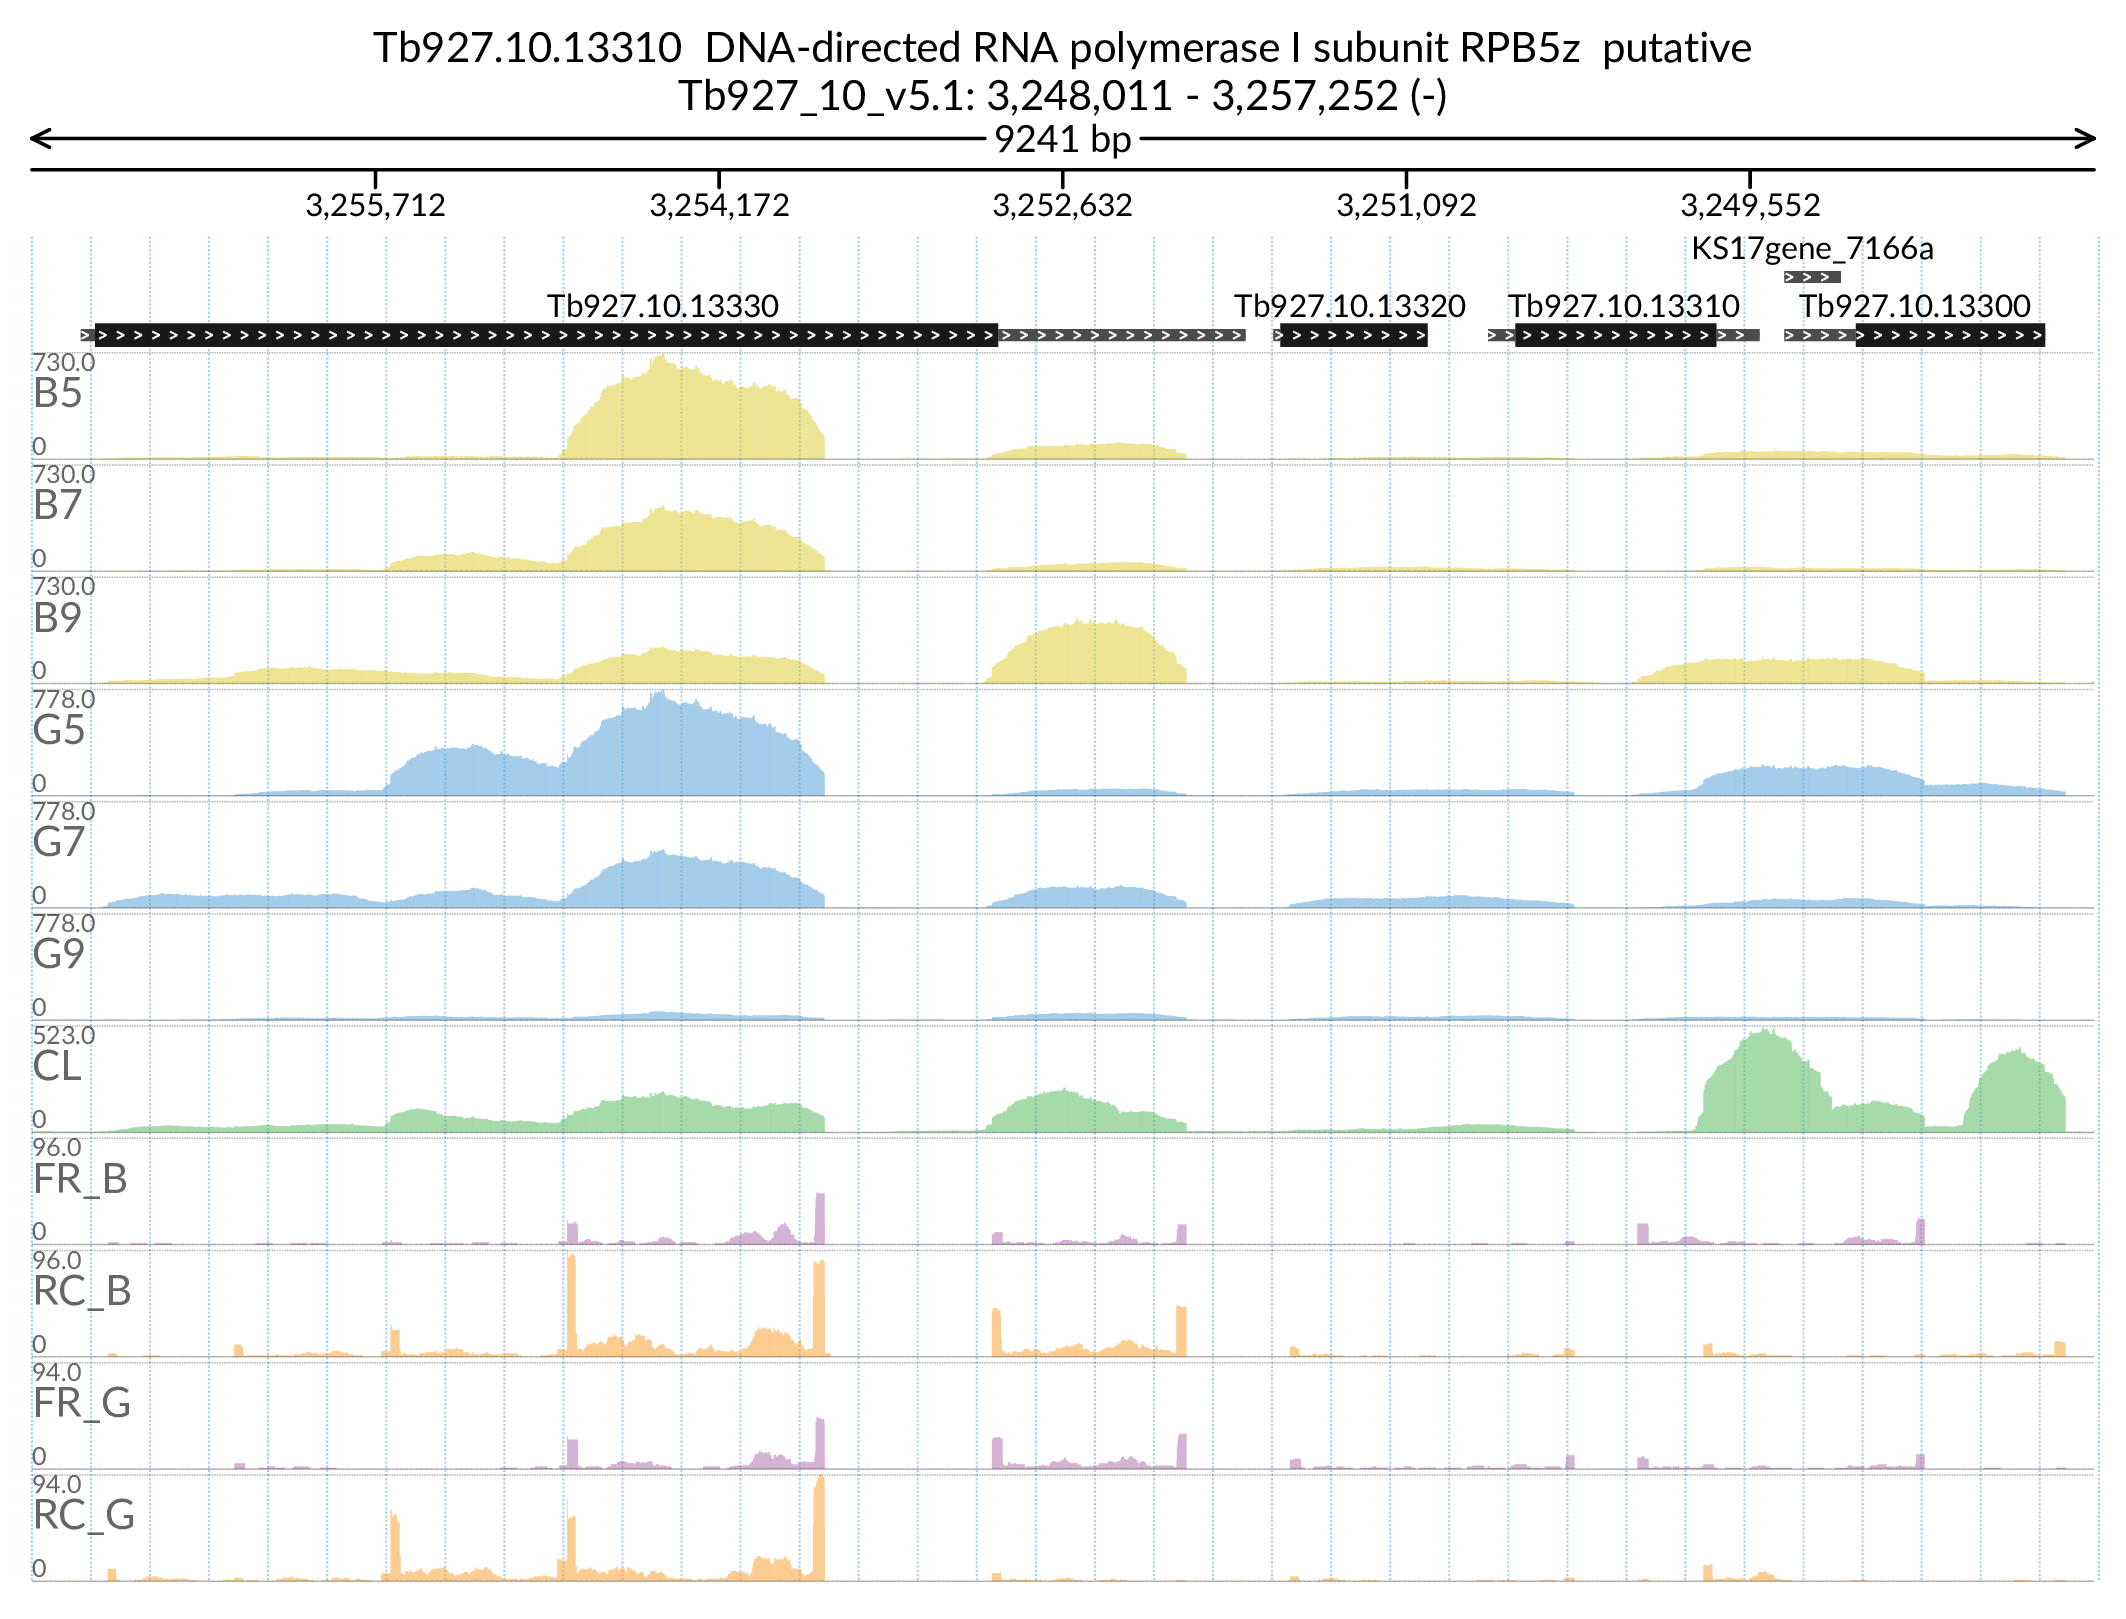 Tb927.10.13310  DNA-directed RNA polymerase I subunit RPB5z  putative
Tb927_10_v5.1: 3,248,011 - 3,257,252 (-)
9241 bp
3,255,712 3,254,172 3,252,632 3,251,092 3,249,552
KS17gene_7166a
Tb927.10.13330 Tb927.10.13320 Tb927.10.13310 Tb927.10.13300
730.0
B5
0
730.0
B7
0
730.0
B9
0
778.0
G5
0
778.0
G7
0
778.0
G9
0
523.0
CL
0
96.0
FR_B
0
96.0
RC_B
0
94.0
FR_G
0
94.0
RC_G
0